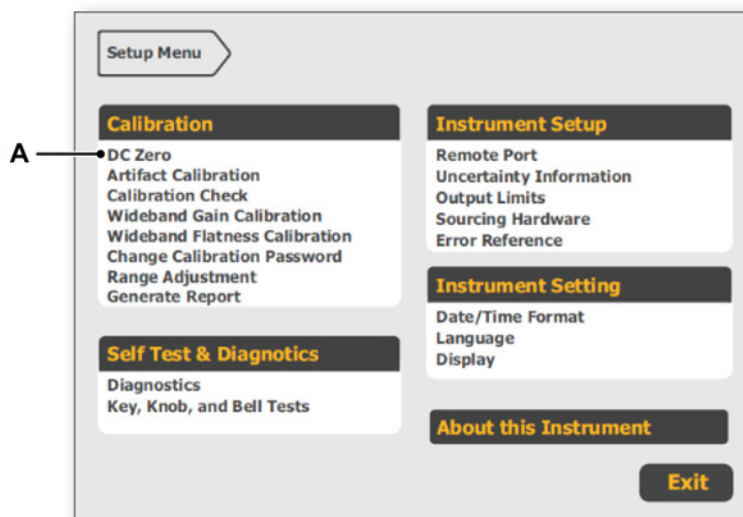 Setup Menu
A
Calibration
DC Zero
Artifact Calibration
Calibration Check
Wideband Gain Calibration
Wideband Flatness Calibration
Change Calibration Password
Range Adjustment
Generate Report
Self Test & Diagnotics
Diagnostics
Key, Knob, and Bell Tests
Instrument Setup
Remote Port
Uncertainty Information
Output Limits
Sourcing Hardware
Error Reference
Instrument Setting
Date/Time Format
Language
Display
About this Instrument
Exit